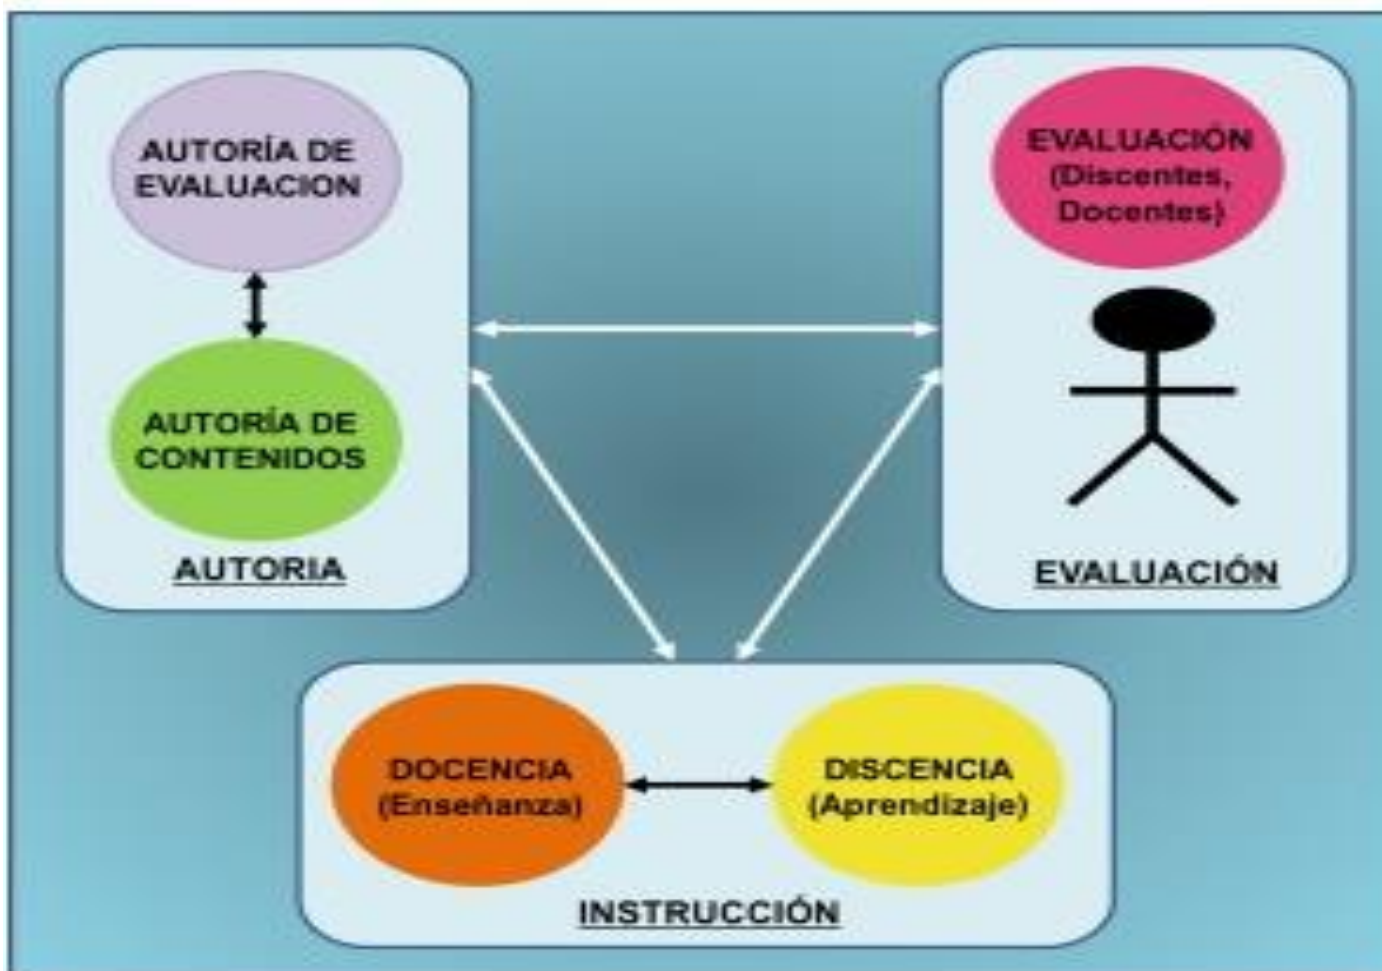 AUTORÍA DE
EVALUACION
AUTORÍA DE
CONTENIDOS
AUTORIA
EVALUACIÓN
(Discentes,
Docentes)
EVALUACIÓN
DOCENCIA
(Enseñanza)
DISCENCIA
(Aprendizaje)
INSTRUCCIÓN